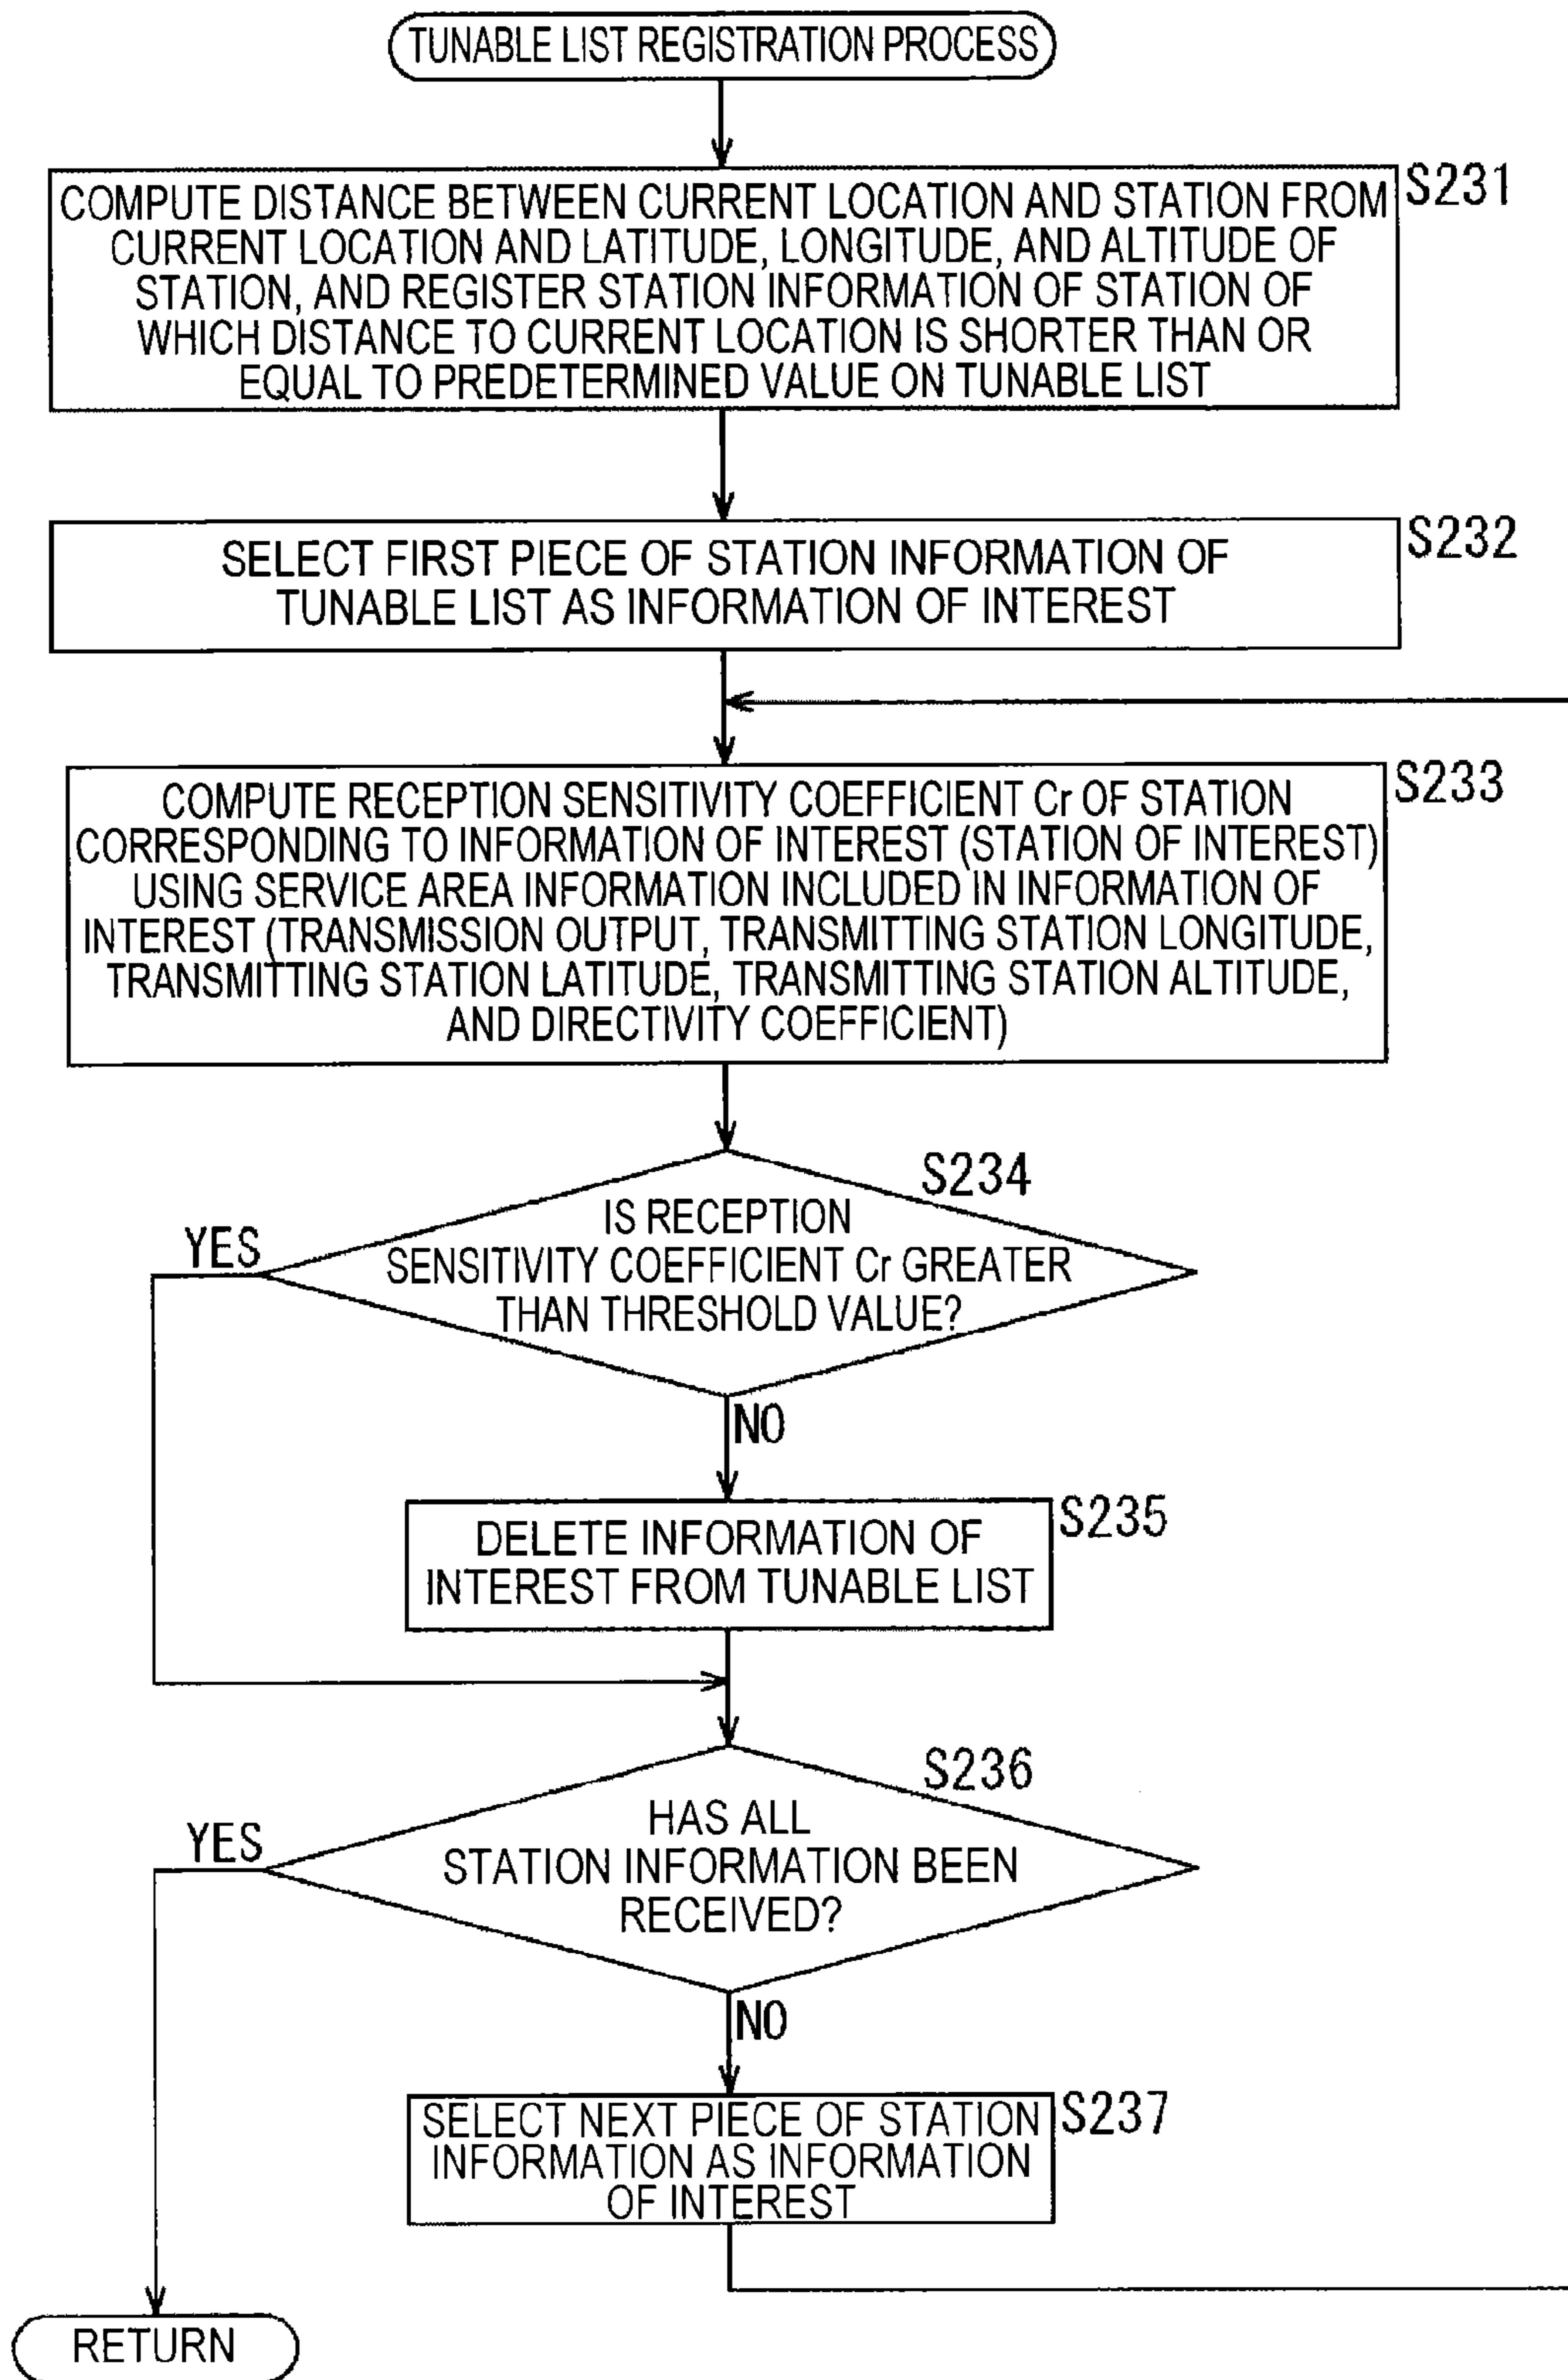 TUNABLE LIST REGISTRATION PROCESS
S231
COMPUTE DISTANCE BETWEEN CURRENT LOCATION AND STATION FROM
CURRENT LOCATION AND LATITUDE, LONGITUDE, AND ALTITUDE OF
STATION, AND REGISTER STATION INFORMATION OF STATION OF
WHICH DISTANCE TO CURRENT LOCATION IS SHORTER THAN OR
EQUAL TO PREDETERMINED VALUE ON TUNABLE LIST
S232
SELECT FIRST PIECE OF STATION INFORMATION OF
TUNABLE LIST AS INFORMATION OF INTEREST
S233
COMPUTE RECEPTION SENSITIVITY COEFFICIENT Cr OF STATION
CORRESPONDING TO INFORMATION OF INTEREST (STATION OF INTEREST)
USING SERVICE AREA INFORMATION INCLUDED IN INFORMATION OF
INTEREST (TRANSMISSION OUTPUT, TRANSMITTING STATION LONGITUDE,
TRANSMITTING STATION LATITUDE, TRANSMITTING STATION ALTITUDE,
AND DIRECTIVITY COEFFICIENT)
S234
IS RECEPTION
SENSITIVITY COEFFICIENT Cr GREATER
THAN THRESHOLD VALUE?
YES
NO
S235
DELETE INFORMATION OF
INTEREST FROM TUNABLE LIST
S236
HAS ALL
STATION INFORMATION BEEN
RECEIVED?
YES
NO
S237
SELECT NEXT PIECE OF STATION
INFORMATION AS INFORMATION
OF INTEREST
RETURN